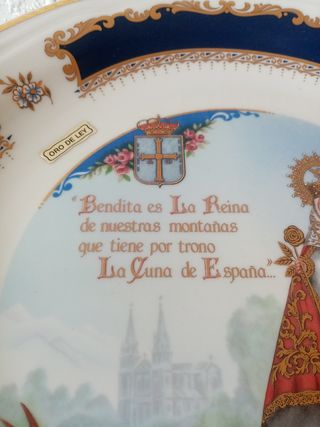 ORO DE LEY
"Bendita es La Reina
de nuestras montañas
que tiene por trono
La Cuna de España...